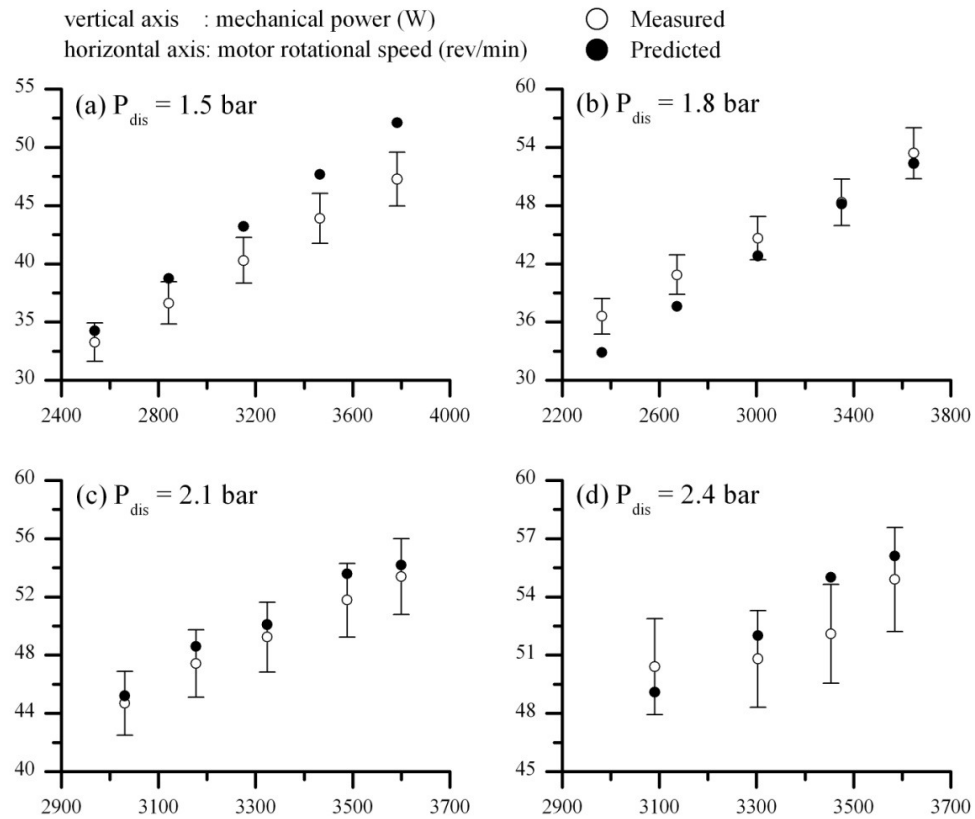 vertical axis : mechanical power (W)
horizontal axis: motor rotational speed (rev/min)
Measured
Predicted
(a) P_dis = 1.5 bar
55
50
45
40
35
30
2400 2800 3200 3600 4000
(b) P_dis = 1.8 bar
60
54
48
42
36
30
2200 2600 3000 3400 3800
(c) P_dis = 2.1 bar
60
56
52
48
44
40
2900 3100 3300 3500 3700
(d) P_dis = 2.4 bar
60
57
54
51
48
45
2900 3100 3300 3500 3700